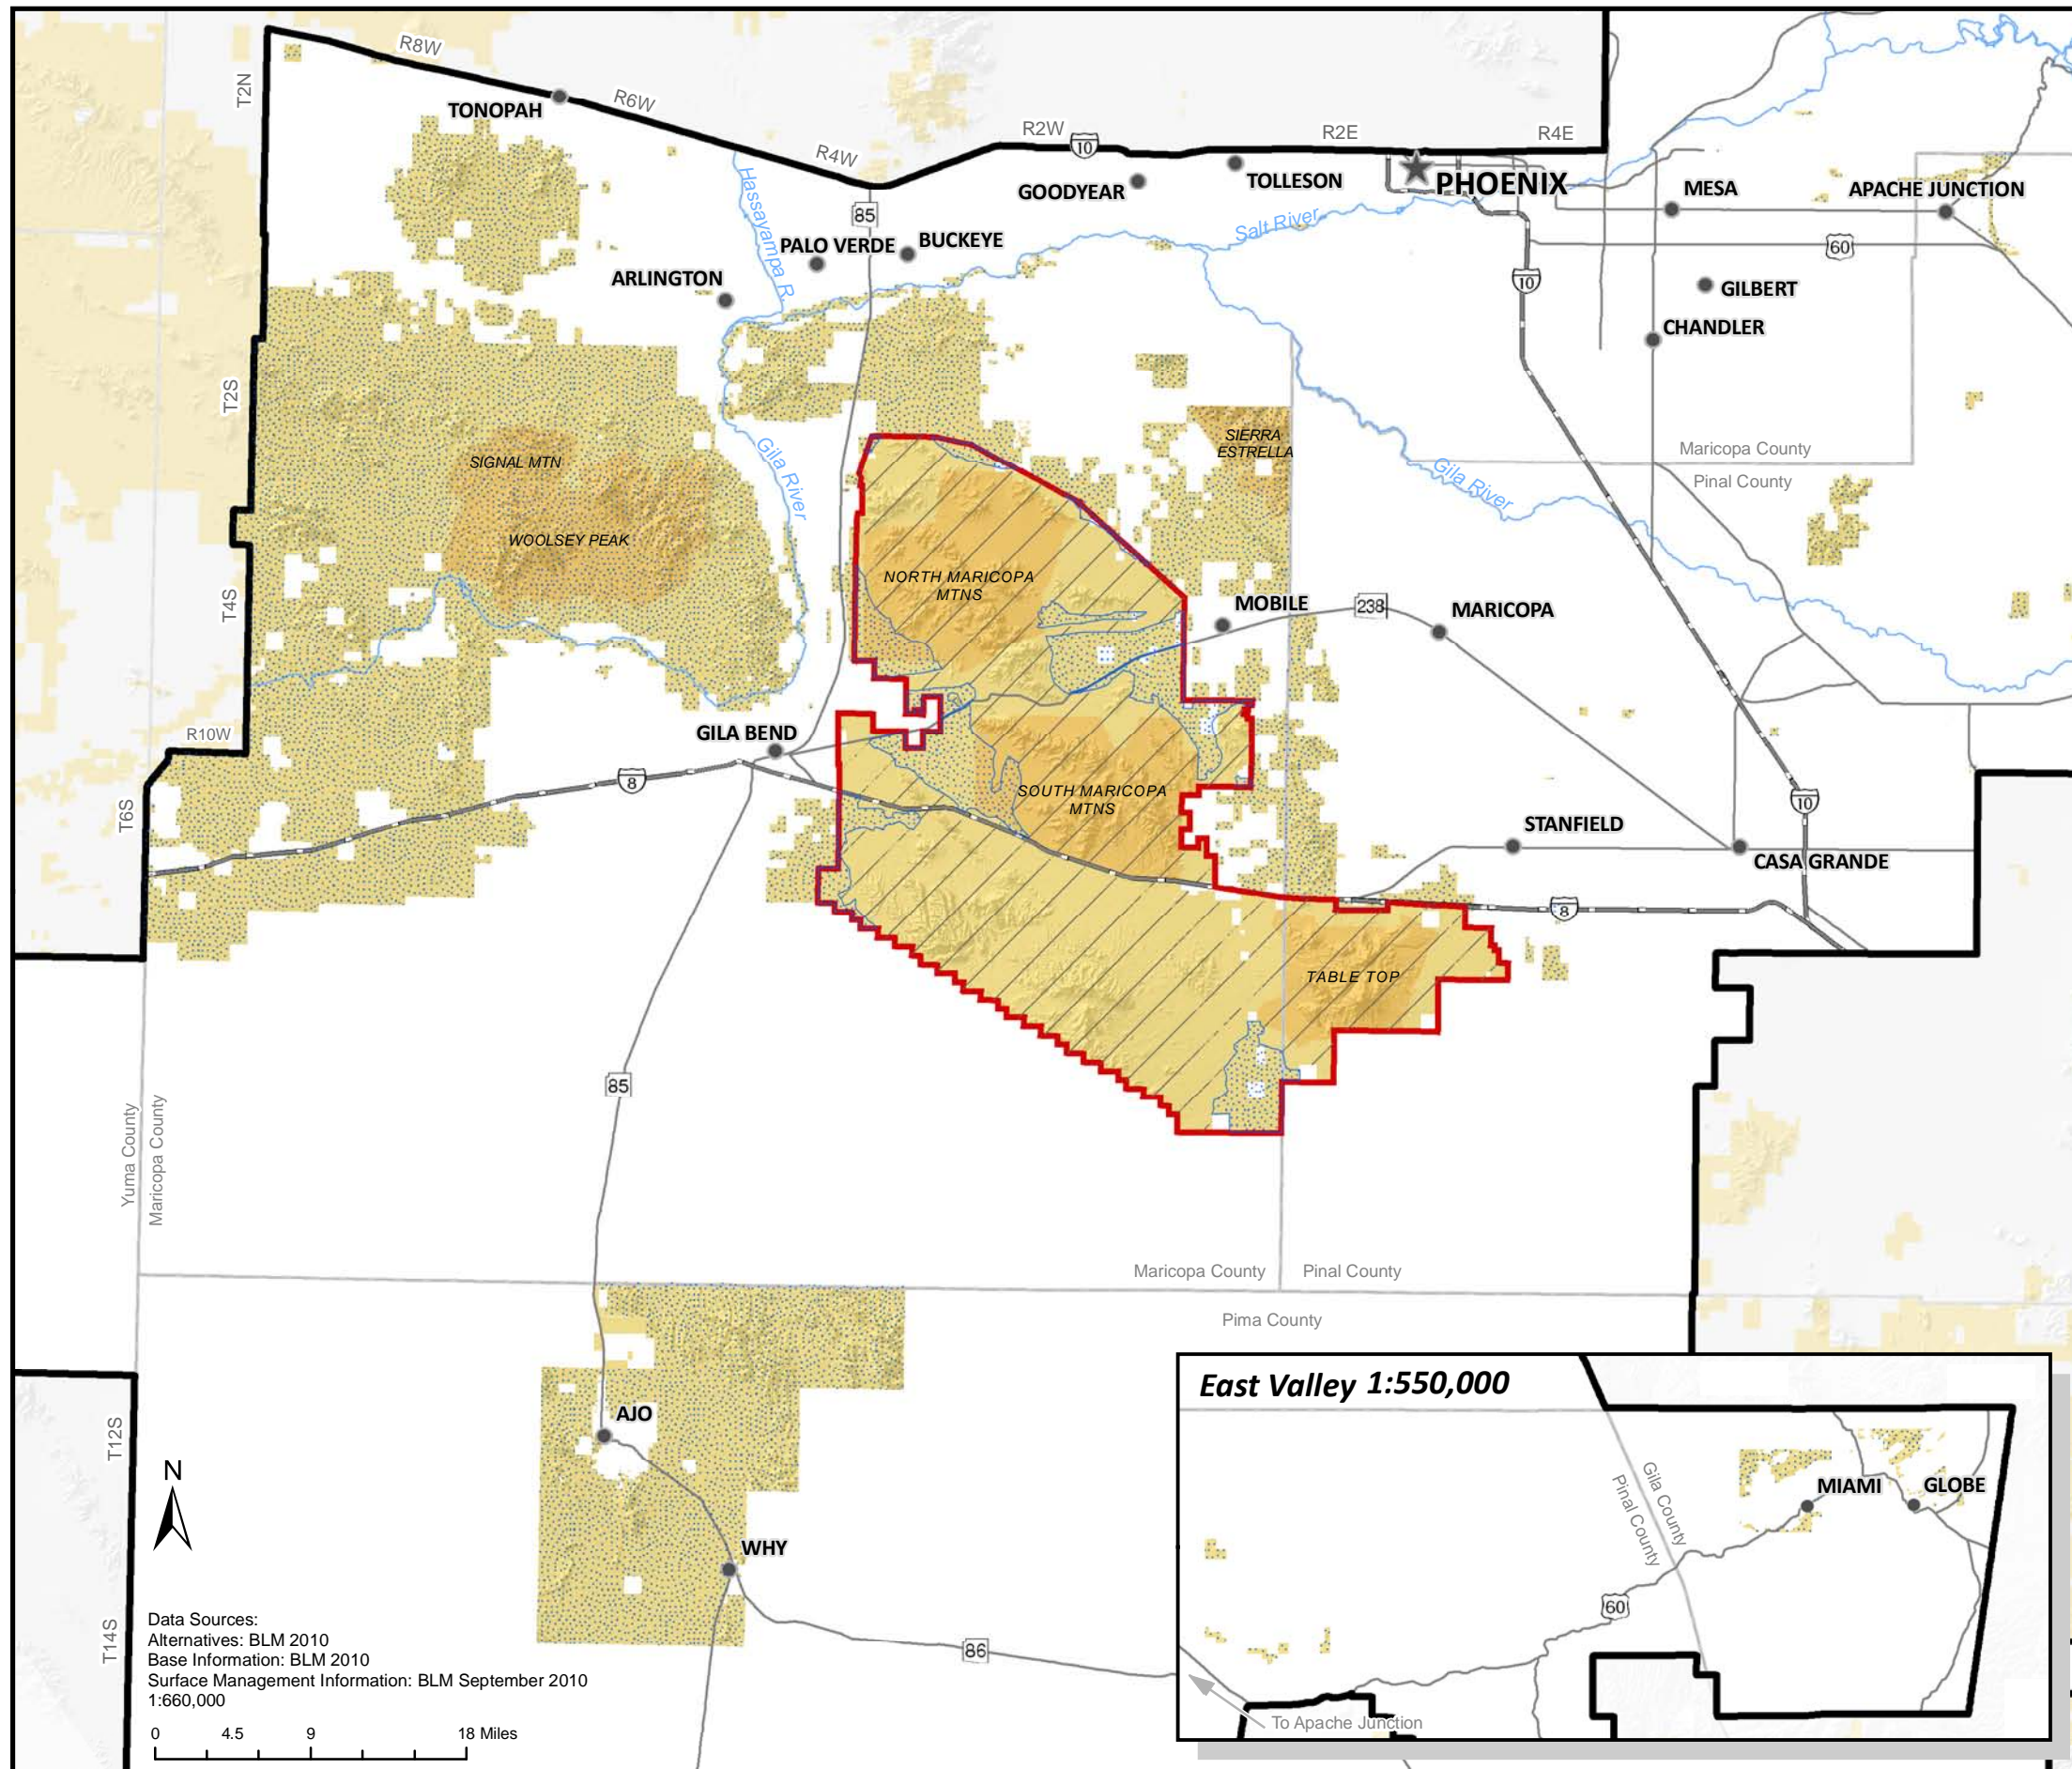 R8W
T2N
TONOPAH
R6W
R4W
R2W
10
R2E
R4E
GOODYEAR
TOLLESON
PHOENIX
MESA
APACHE JUNCTION
Hassayampa R.
85
Salt River
PALO VERDE
BUCKEYE
60
ARLINGTON
10
GILBERT
CHANDLER
T2S
SIGNAL MTN
SIERRA
ESTRELLA
Maricopa County
Pinal County
Gila River
Gila River
WOOLSEY PEAK
NORTH MARICOPA
MTNS
T4S
MOBILE
238
MARICOPA
R10W
GILA BEND
8
T6S
SOUTH MARICOPA
MTNS
10
STANFIELD
CASA GRANDE
8
TABLE TOP
85
Yuma County
Maricopa County
Maricopa County
Pinal County
Pima County
East Valley 1:550,000
AJO
T12S
N
Gila County
Pinal County
MIAMI
GLOBE
WHY
60
T14S
86
To Apache Junction
Data Sources:
Alternatives: BLM 2010
Base Information: BLM 2010
Surface Management Information: BLM September 2010
1:660,000
0 4.5 9 18 Miles